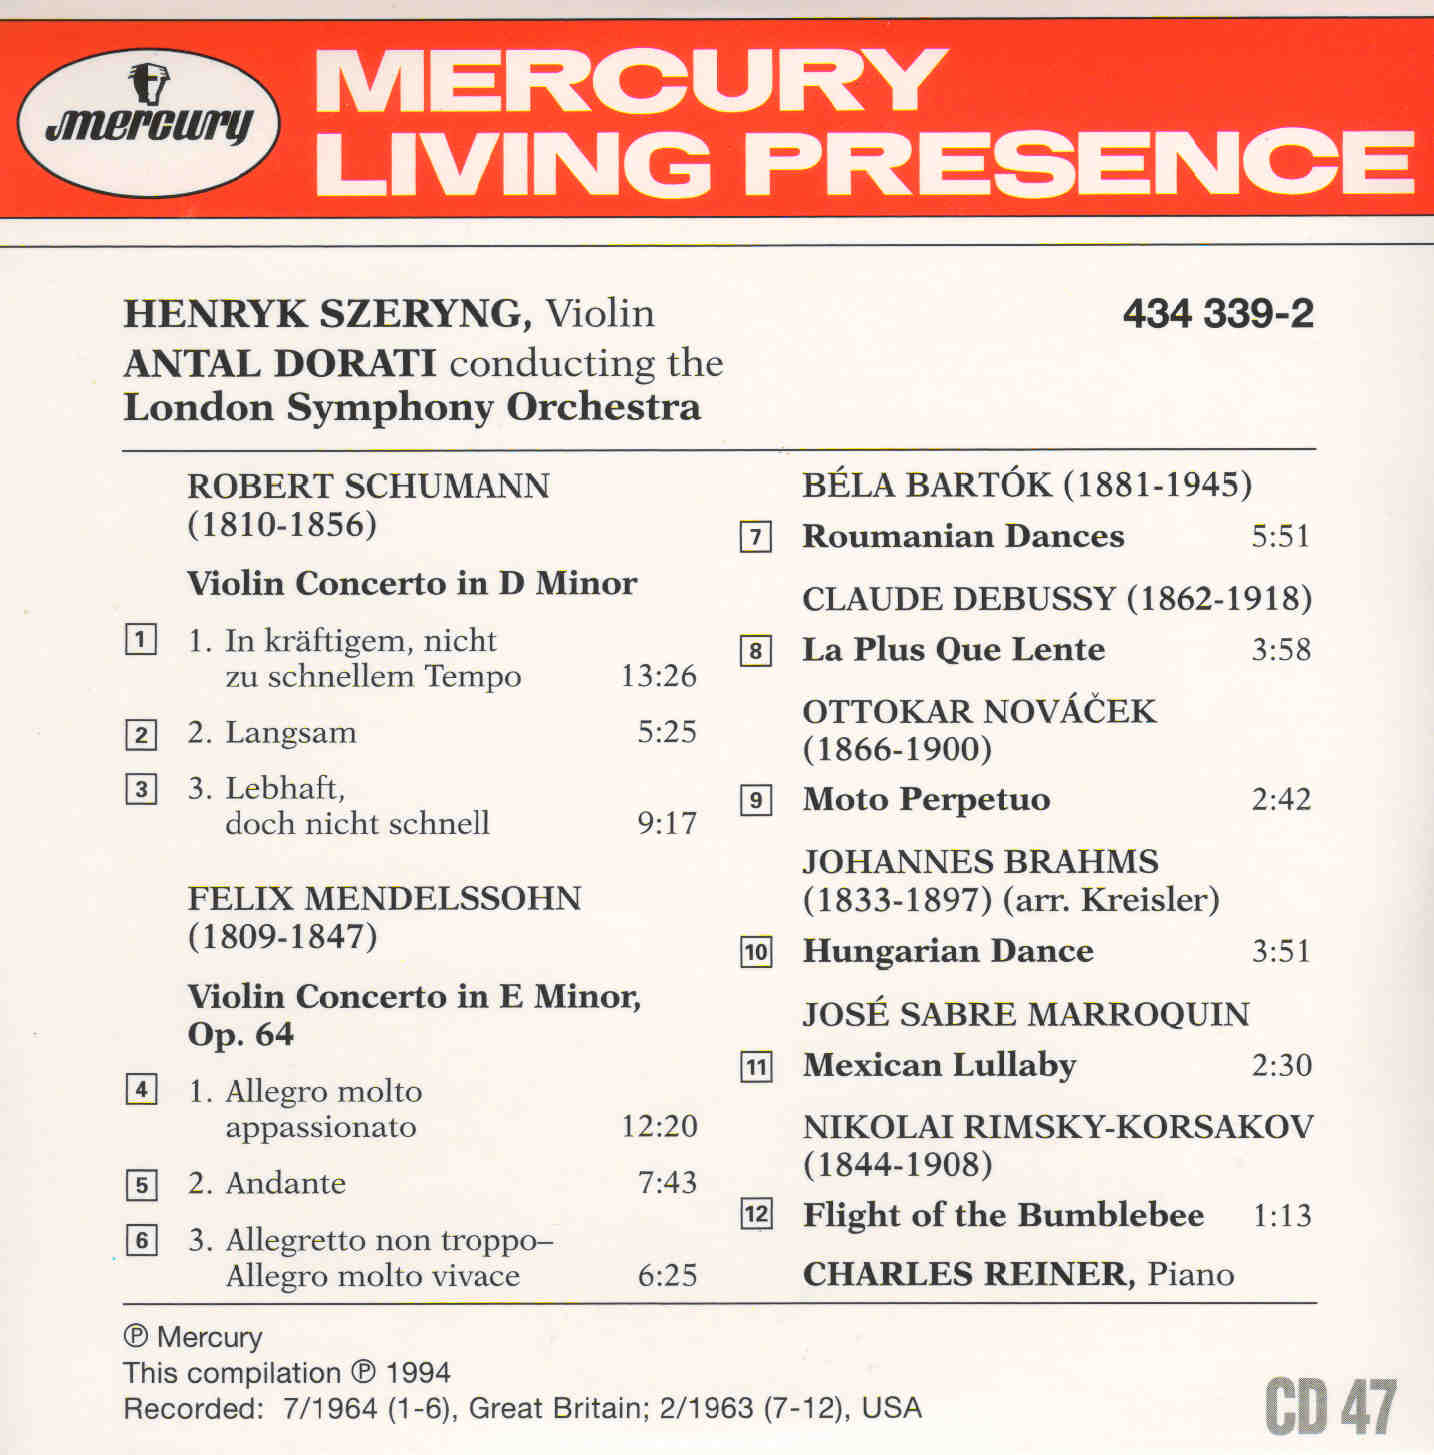 mercury
MERCURY
LIVING PRESENCE
HENRYK SZERYNG, Violin
434 339-2
ANTAL DORATI conducting the
London Symphony Orchestra
ROBERT SCHUMANN
(1810-1856)
Violin Concerto in D Minor
1 1. In kräftigem, nicht
zu schnellem Tempo 13:26
2 2. Langsam 5:25
3 3. Lebhaft,
doch nicht schnell 9:17
FELIX MENDELSSOHN
(1809-1847)
Violin Concerto in E Minor,
Op. 64
4 1. Allegro molto
appassionato 12:20
5 2. Andante 7:43
6 3. Allegretto non troppo–
Allegro molto vivace 6:25
BÉLA BARTÓK (1881-1945)
7 Roumanian Dances 5:51
CLAUDE DEBUSSY (1862-1918)
8 La Plus Que Lente 3:58
OTTOKAR NOVÁČEK
(1866-1900)
9 Moto Perpetuo 2:42
JOHANNES BRAHMS
(1833-1897) (arr. Kreisler)
10 Hungarian Dance 3:51
JOSÉ SABRE MARROQUIN
11 Mexican Lullaby 2:30
NIKOLAI RIMSKY-KORSAKOV
(1844-1908)
12 Flight of the Bumblebee 1:13
CHARLES REINER, Piano
℗ Mercury
This compilation ℗ 1994
Recorded: 7/1964 (1-6), Great Britain; 2/1963 (7-12), USA
CD 47